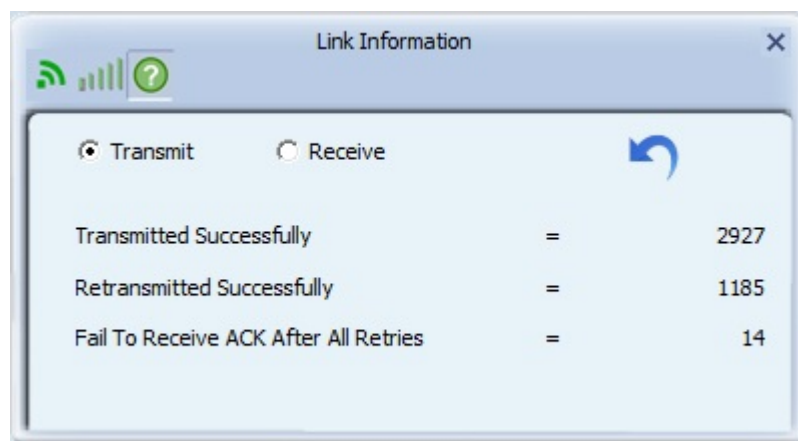 Link Information
Transmit Receive
Transmitted Successfully = 2927
Retransmitted Successfully = 1185
Fail To Receive ACK After All Retries = 14